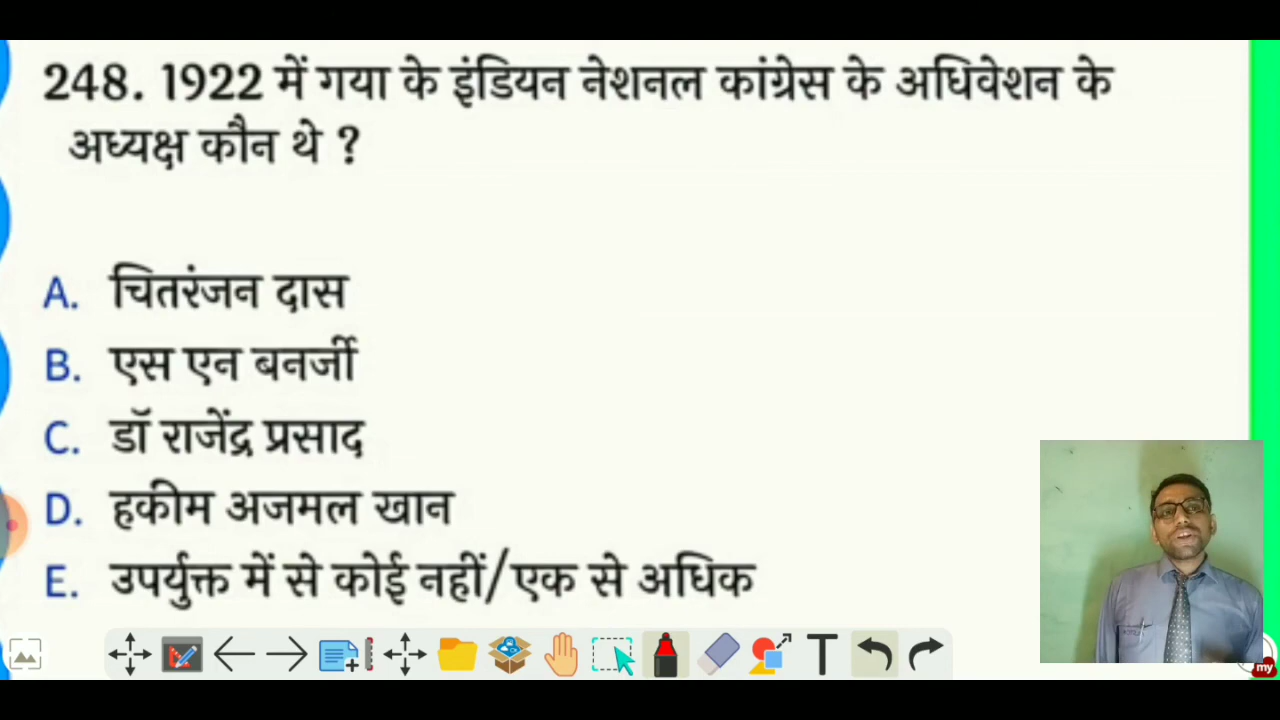 248. 1922 में गया के इंडियन नेशनल कांग्रेस के अधिवेशन के
अध्यक्ष कौन थे ?
A. चितरंजन दास
B. एस एन बनर्जी
C. डॉ राजेंद्र प्रसाद
D. हकीम अजमल खान
E. उपर्युक्त में से कोई नहीं/एक से अधिक
T
my